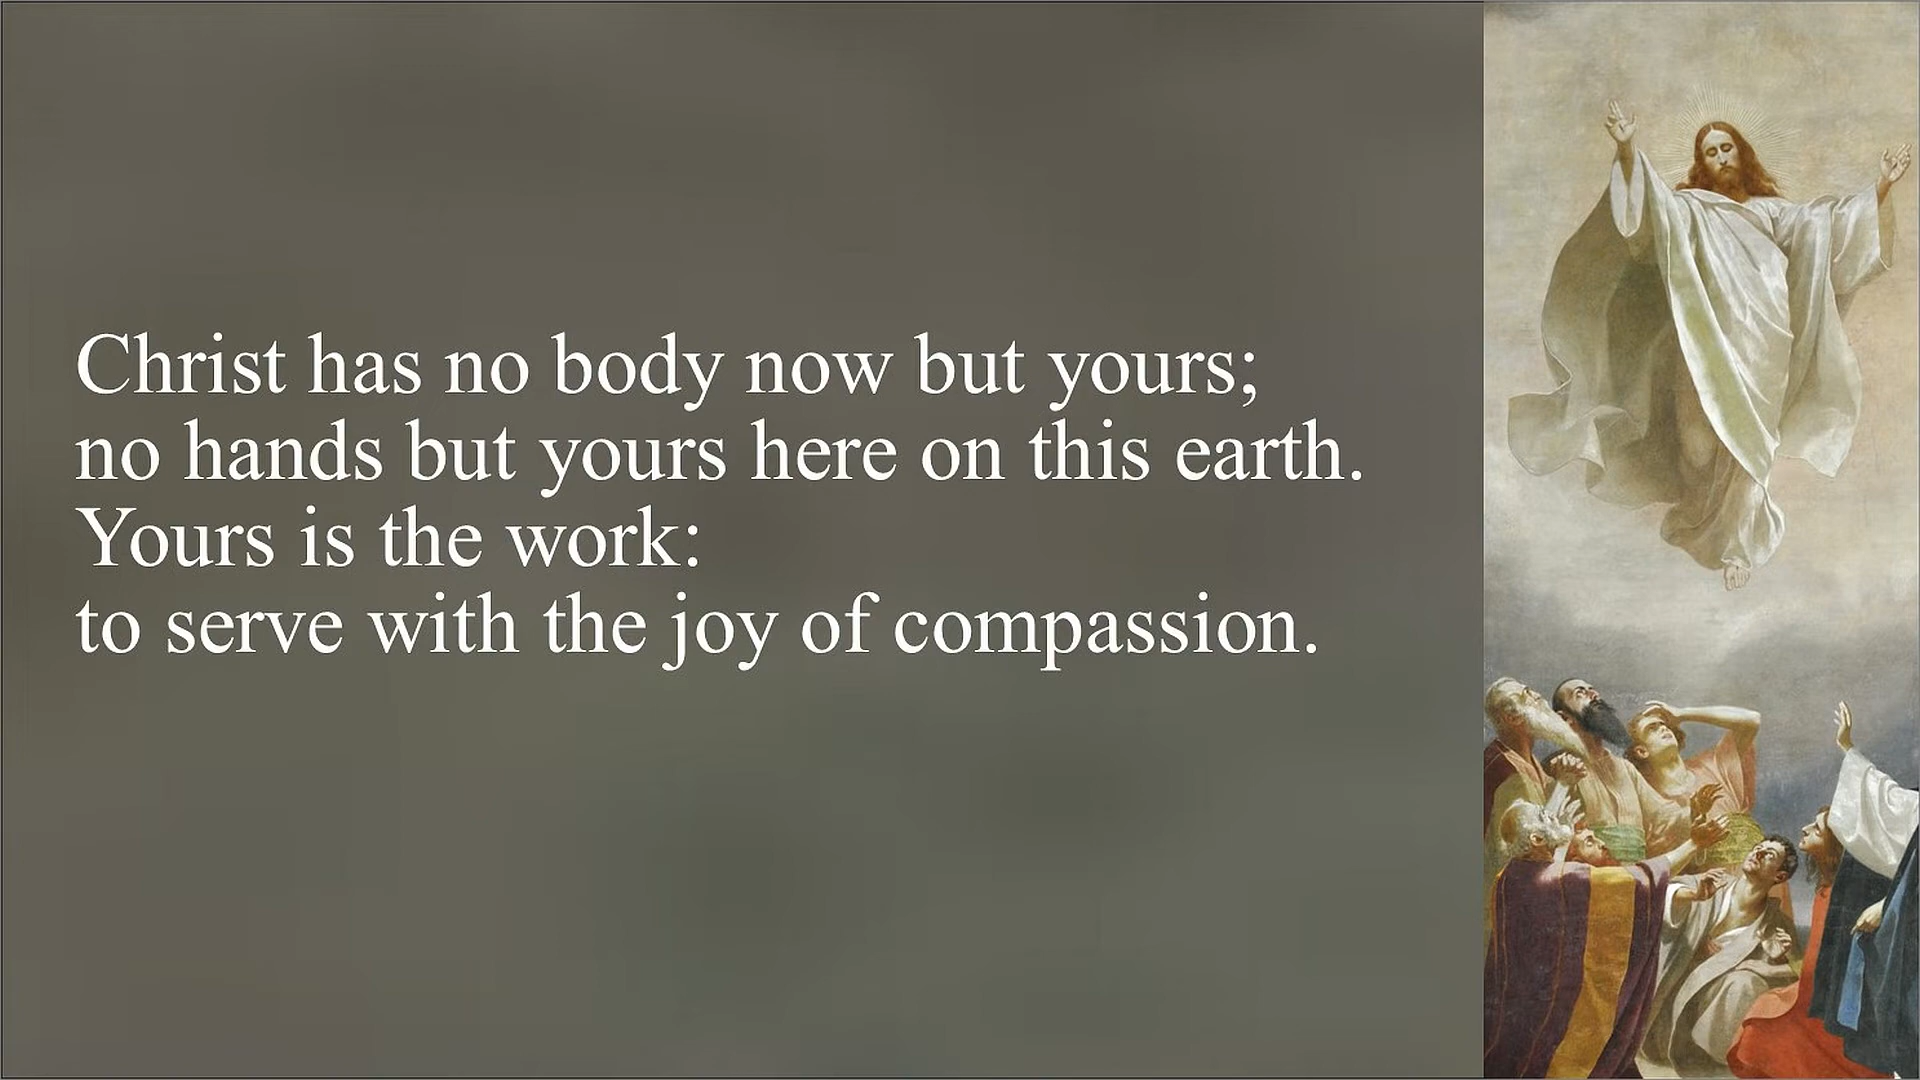 Christ has no body now but yours;
no hands but yours here on this earth.
Yours is the work:
to serve with the joy of compassion.